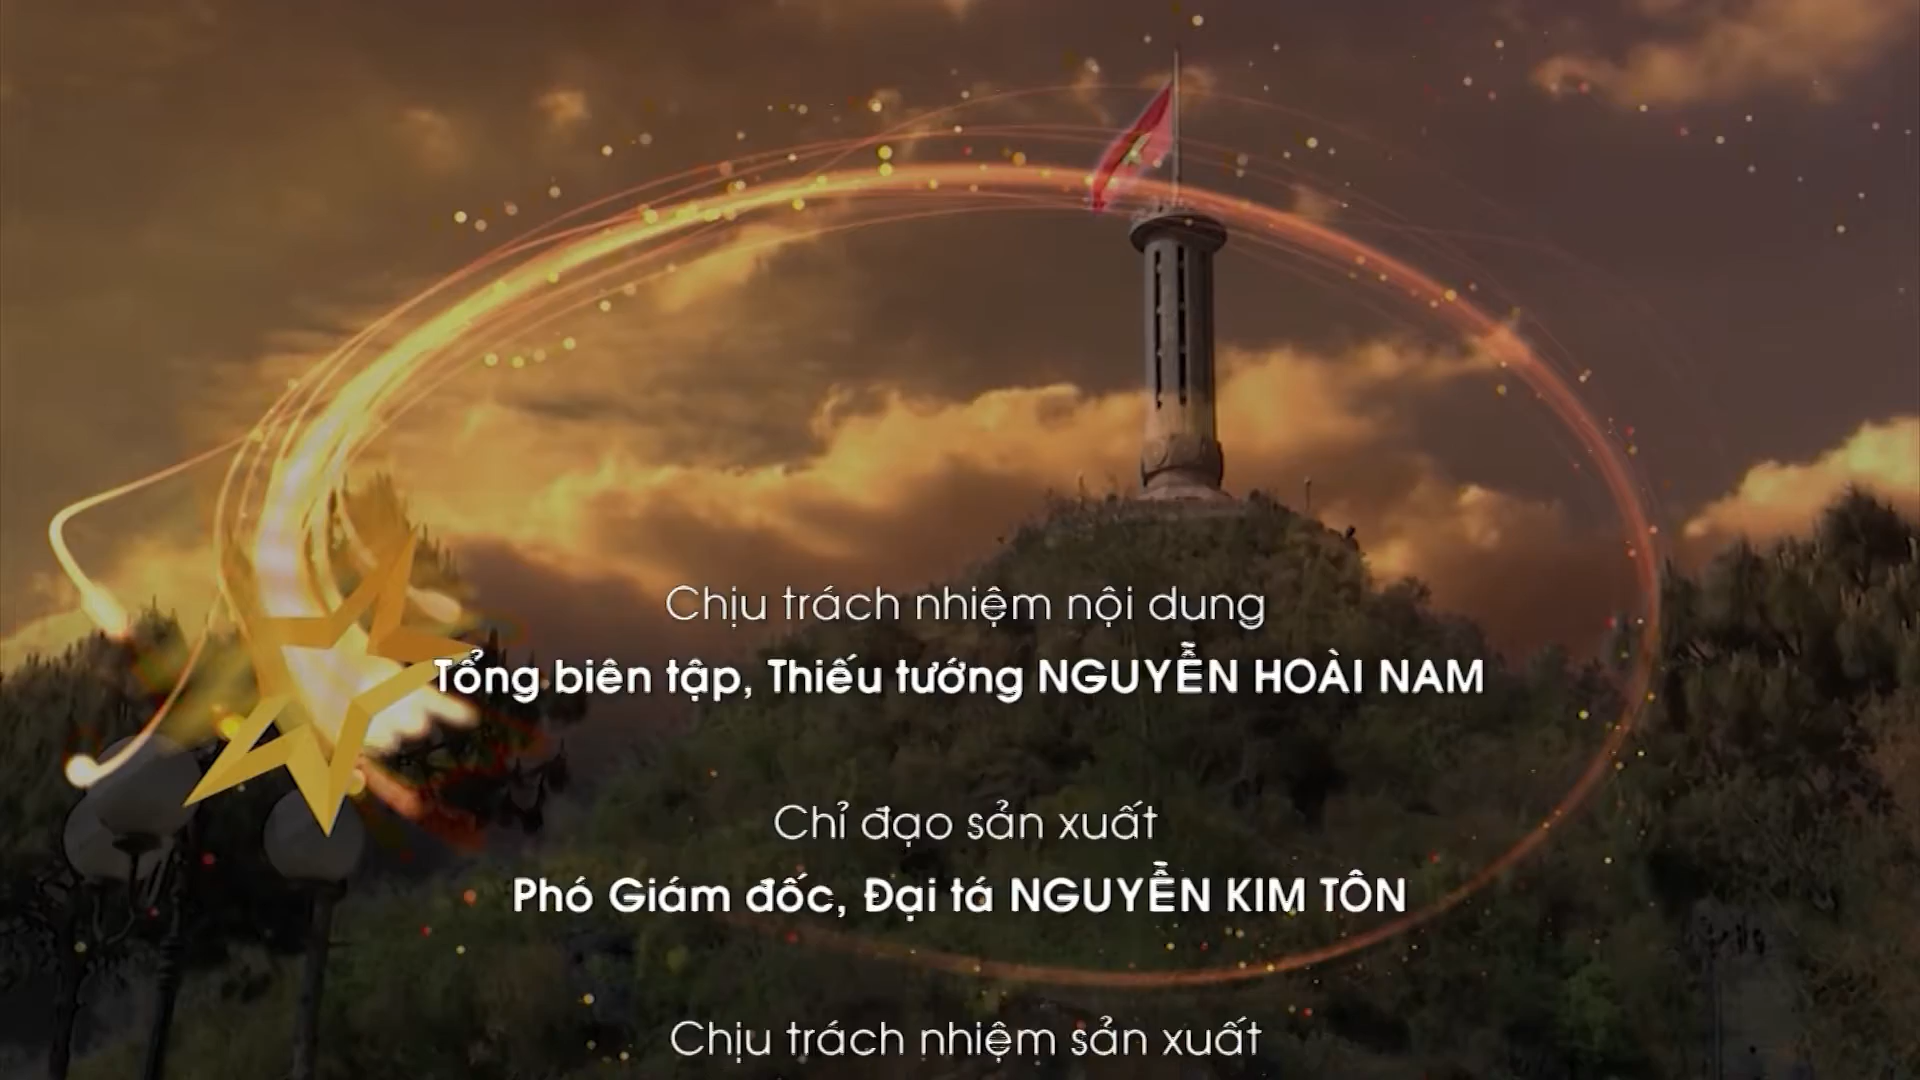 Chịu trách nhiệm nội dung
Tổng biên tập, Thiếu tướng NGUYỄN HOÀI NAM
Chỉ đạo sản xuất
Phó Giám đốc, Đại tá NGUYỄN KIM TÔN
Chịu trách nhiệm sản xuất